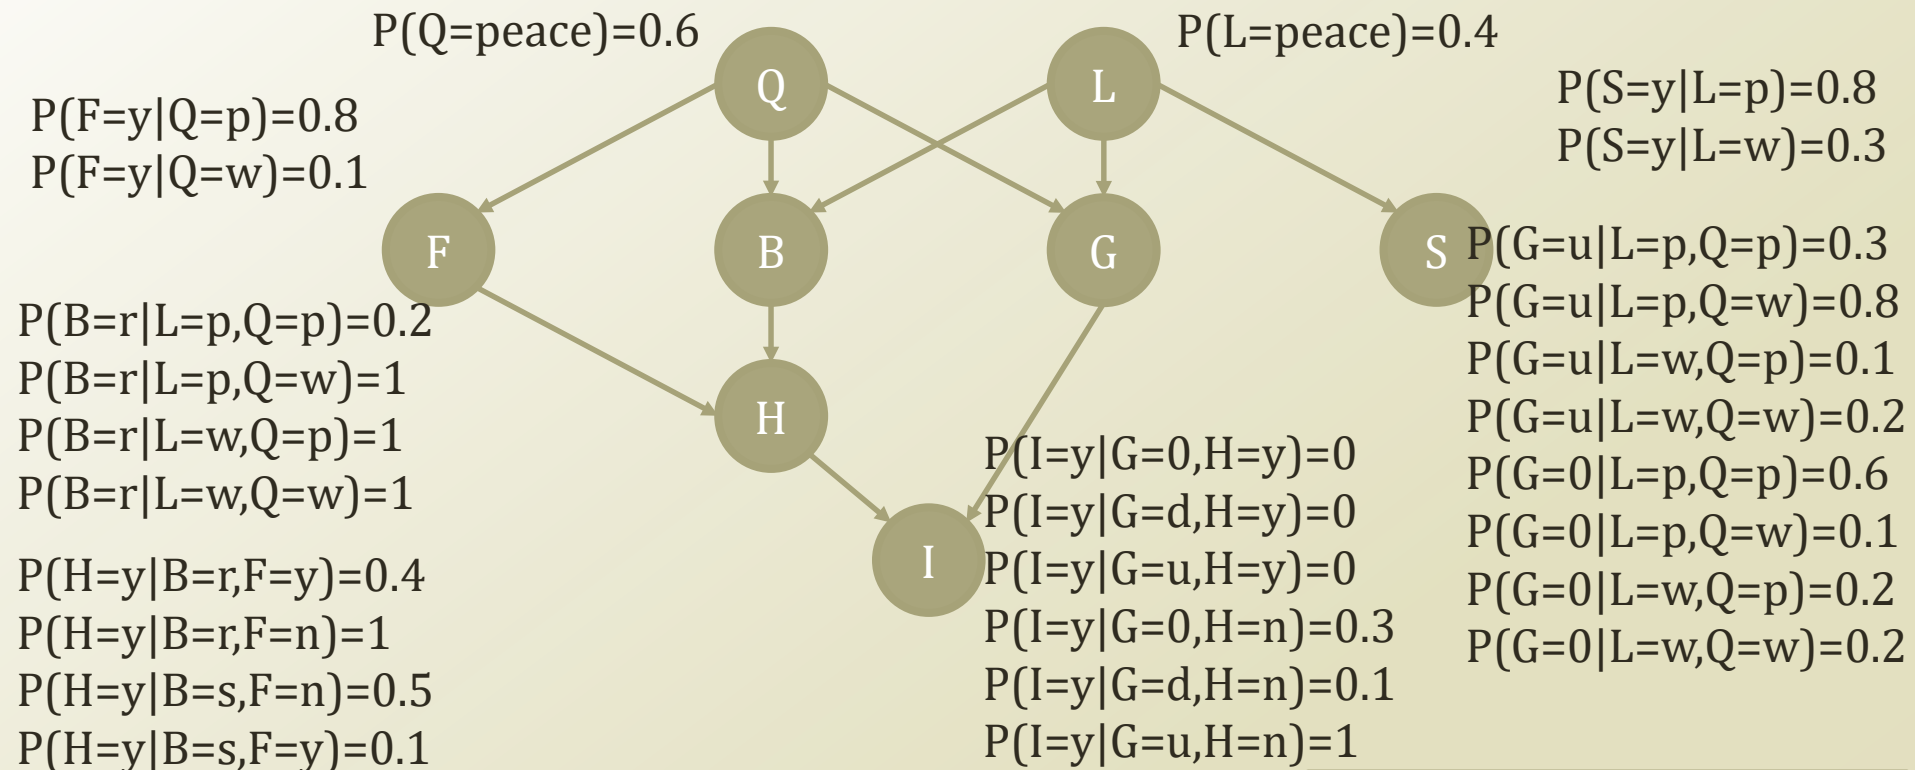 P(Q=peace)=0.6
P(L=peace)=0.4
Q
L
P(F=y|Q=p)=0.8
P(F=y|Q=w)=0.1
P(S=y|L=p)=0.8
P(S=y|L=w)=0.3
F
B
G
S
P(B=r|L=p,Q=p)=0.2
P(B=r|L=p,Q=w)=1
P(B=r|L=w,Q=p)=1
P(B=r|L=w,Q=w)=1
P(G=u|L=p,Q=p)=0.3
P(G=u|L=p,Q=w)=0.8
P(G=u|L=w,Q=p)=0.1
P(G=u|L=w,Q=w)=0.2
P(G=0|L=p,Q=p)=0.6
P(G=0|L=p,Q=w)=0.1
P(G=0|L=w,Q=p)=0.2
P(G=0|L=w,Q=w)=0.2
H
I
P(H=y|B=r,F=y)=0.4
P(H=y|B=r,F=n)=1
P(H=y|B=s,F=n)=0.5
P(H=y|B=s,F=y)=0.1
P(I=y|G=0,H=y)=0
P(I=y|G=d,H=y)=0
P(I=y|G=u,H=y)=0
P(I=y|G=0,H=n)=0.3
P(I=y|G=d,H=n)=0.1
P(I=y|G=u,H=n)=1